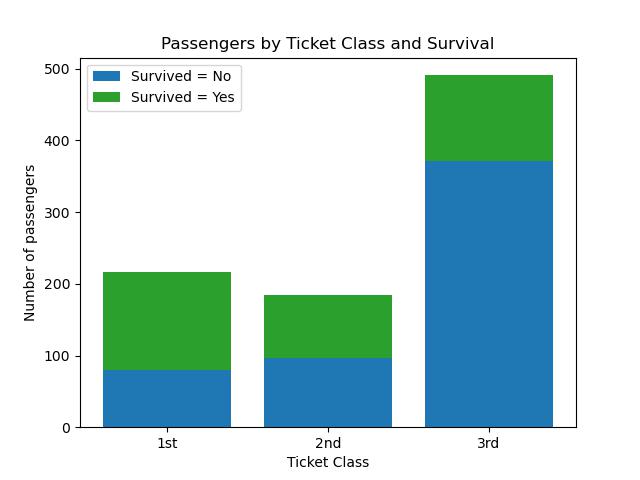 Passengers by Ticket Class and Survival
Survived = No
Survived = Yes
Number of passengers
500
400
300
200
100
0
1st 2nd 3rd
Ticket Class